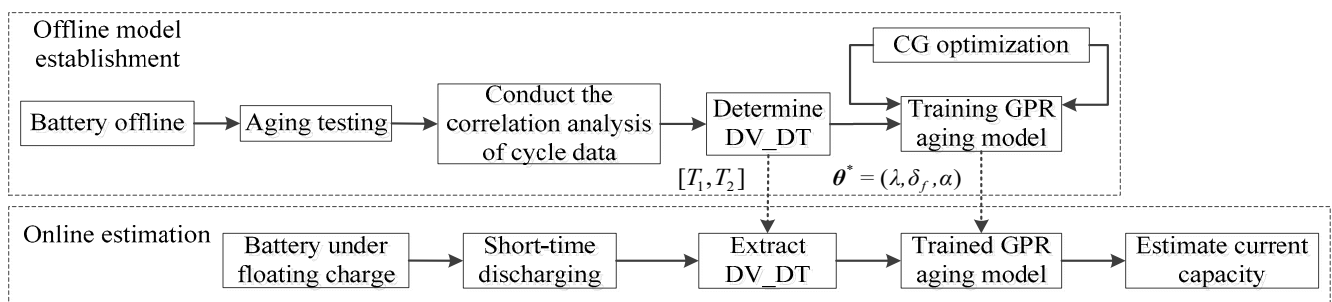 Offline model
establishment
CG optimization
Battery offline
Aging testing
Conduct the
correlation analysis
of cycle data
Determine
DV_DT
Training GPR
aging model
[T₁,T₂]
θ* = (λ,δ_f,α)
Online estimation
Battery under
floating charge
Short-time
discharging
Extract
DV_DT
Trained GPR
aging model
Estimate current
capacity